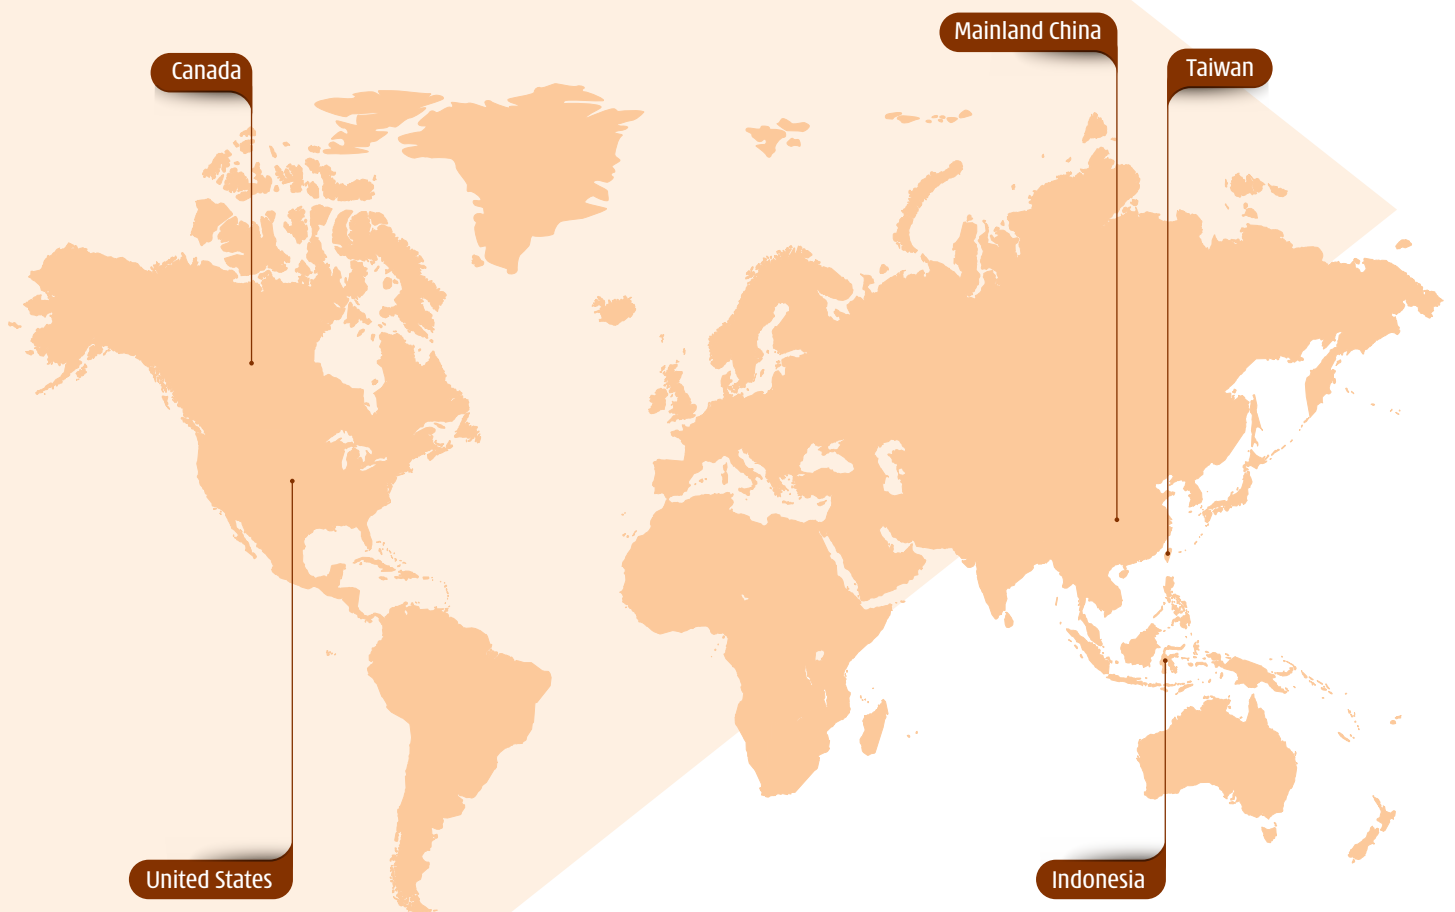 Mainland China
Canada
Taiwan
United States
Indonesia